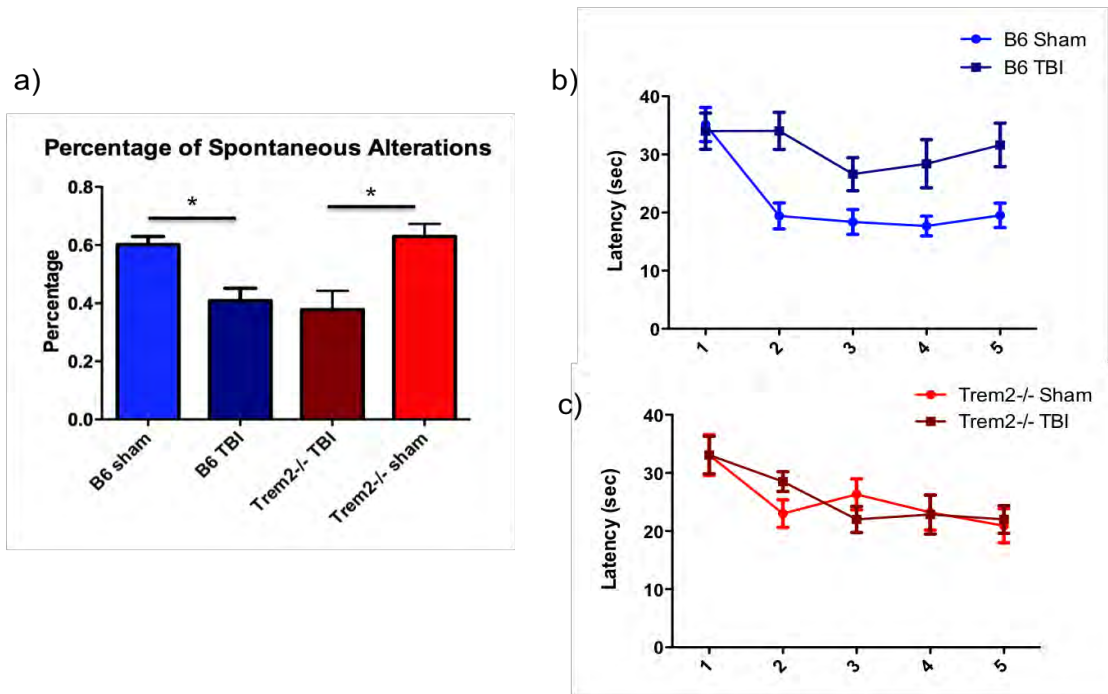 a)
Percentage of Spontaneous Alterations
Percentage
0.8
0.6
0.4
0.2
0.0
*
*
B6 sham
B6 TBI
Trem2-/- TBI
Trem2-/- sham
b)
B6 Sham
B6 TBI
Latency (sec)
40
30
20
10
0
1
2
3
4
5
c)
Trem2-/- Sham
Trem2-/- TBI
Latency (sec)
40
30
20
10
0
1
2
3
4
5